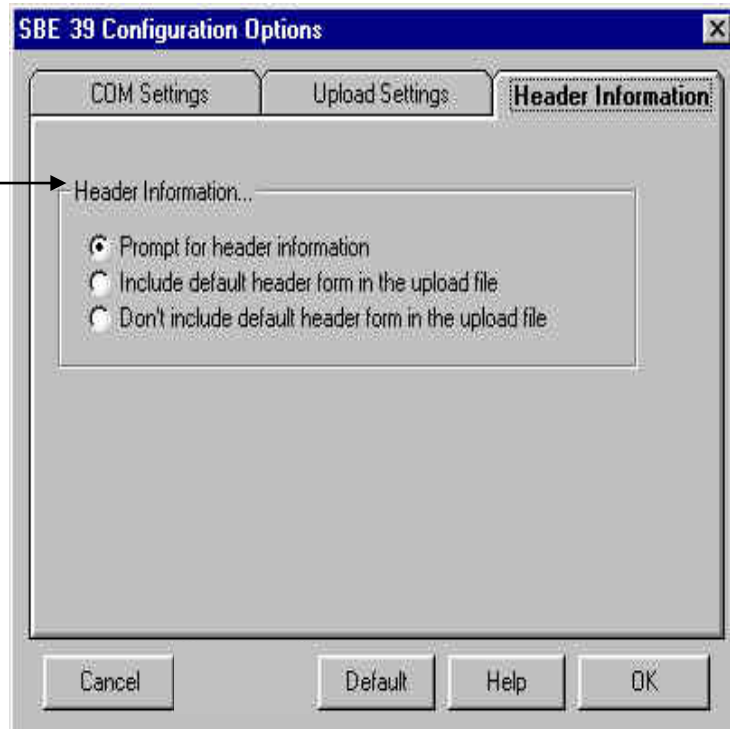 SBE 39 Configuration Options
COM Settings
Upload Settings
Header Information
Header Information...
Prompt for header information
Include default header form in the upload file
Don't include default header form in the upload file
Cancel
Default
Help
OK